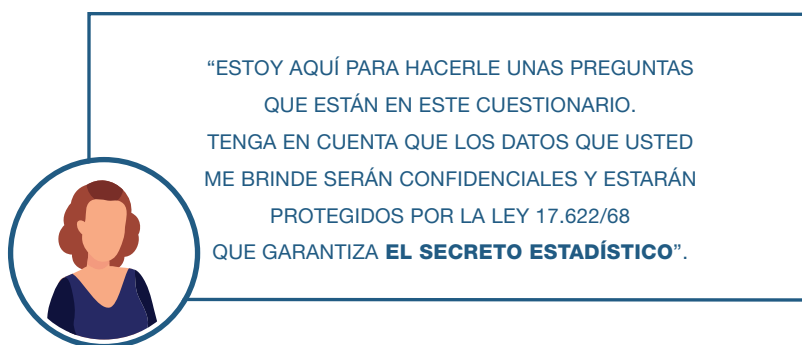 “ESTOY AQUÍ PARA HACERLE UNAS PREGUNTAS
QUE ESTÁN EN ESTE CUESTIONARIO.
TENGA EN CUENTA QUE LOS DATOS QUE USTED
ME BRINDE SERÁN CONFIDENCIALES Y ESTARÁN
PROTEGIDOS POR LA LEY 17.622/68
QUE GARANTIZA EL SECRETO ESTADÍSTICO”.